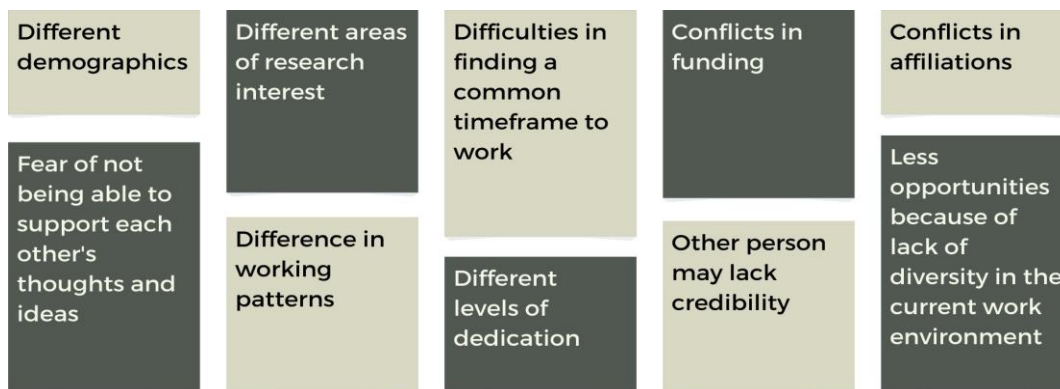 Different
demographics
Different areas
of research
interest
Difficulties in
finding a
common
timeframe to
work
Conflicts in
funding
Conflicts in
affiliations
Fear of not
being able to
support each
other's
thoughts and
ideas
Difference in
working
patterns
Different
levels of
dedication
Other person
may lack
credibility
Less
opportunities
because of
lack of
diversity in the
current work
environment